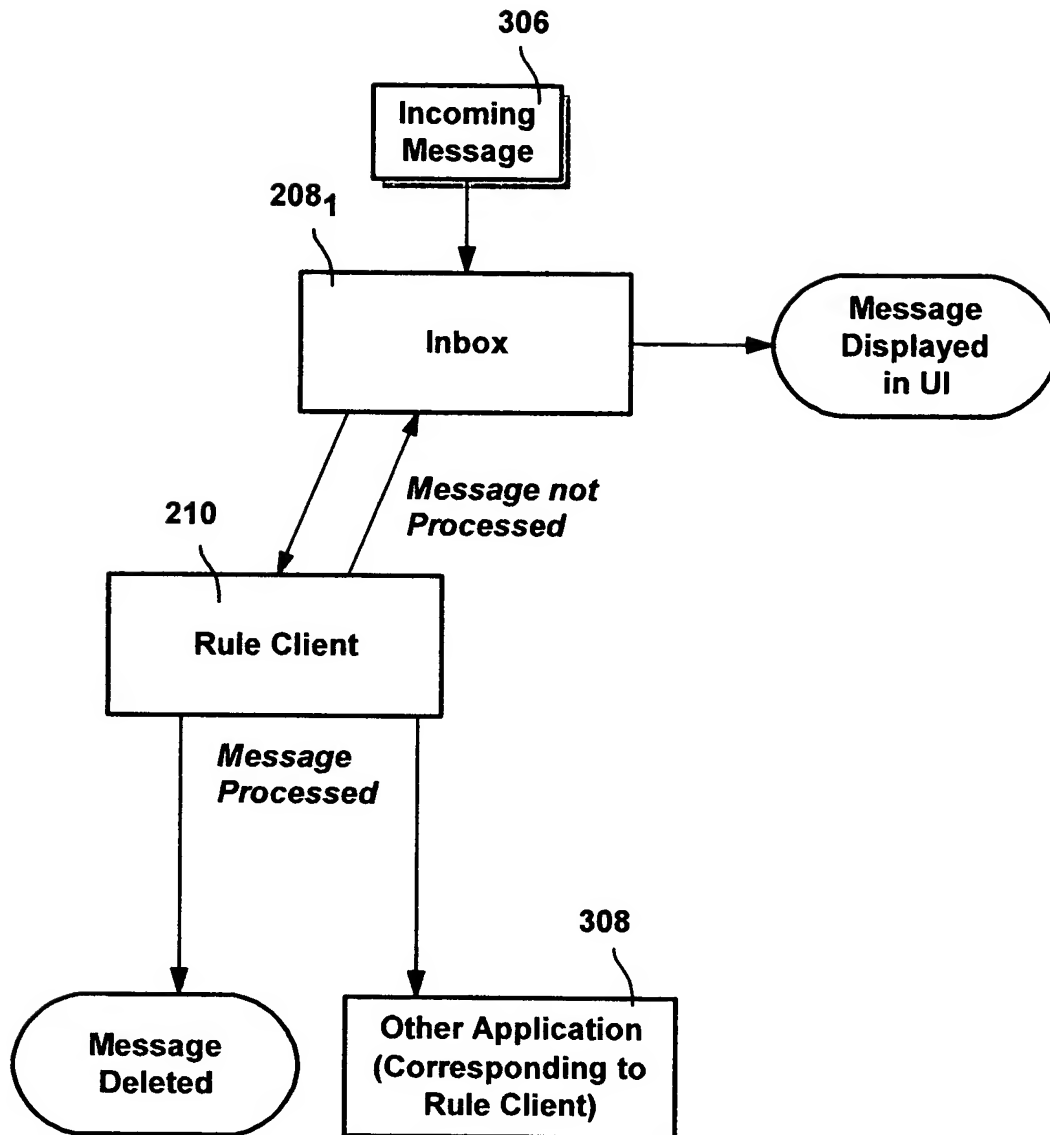 306
Incoming
Message
208₁
Inbox
Message
Displayed
in UI
Message not
Processed
210
Rule Client
Message
Processed
308
Message
Deleted
Other Application
(Corresponding to
Rule Client)